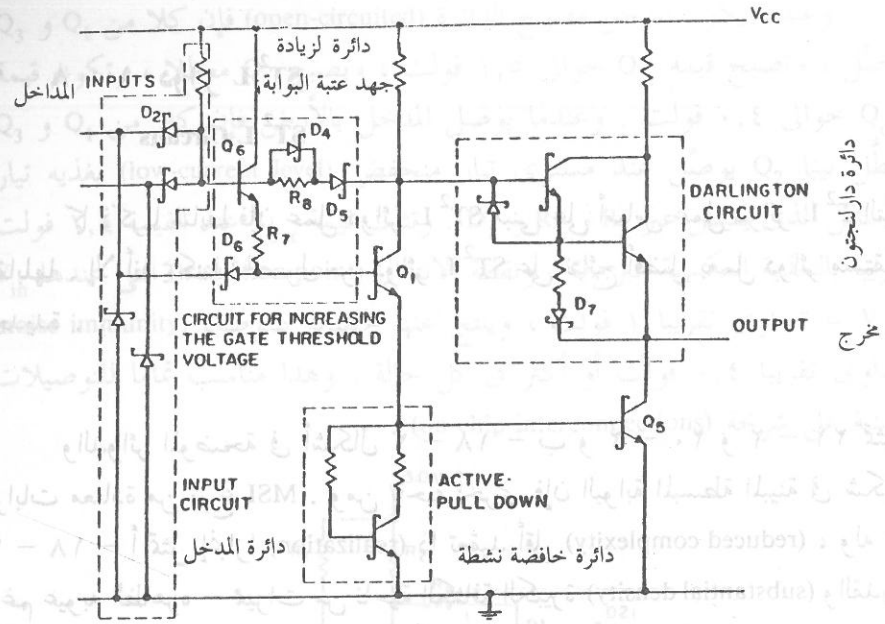 VCC
دائرة لزيادة
جهد عتبة البوابة
INPUTS
المداخل
D2
Q6
D4
R8
D5
R7
D6
Q1
DARLINGTON
CIRCUIT
دائرة دارلنجتون
D7
CIRCUIT FOR INCREASING
THE GATE THRESHOLD
VOLTAGE
OUTPUT
مخرج
Q5
INPUT
CIRCUIT
دائرة المدخل
ACTIVE-
PULL DOWN
دائرة خافضة نشطة